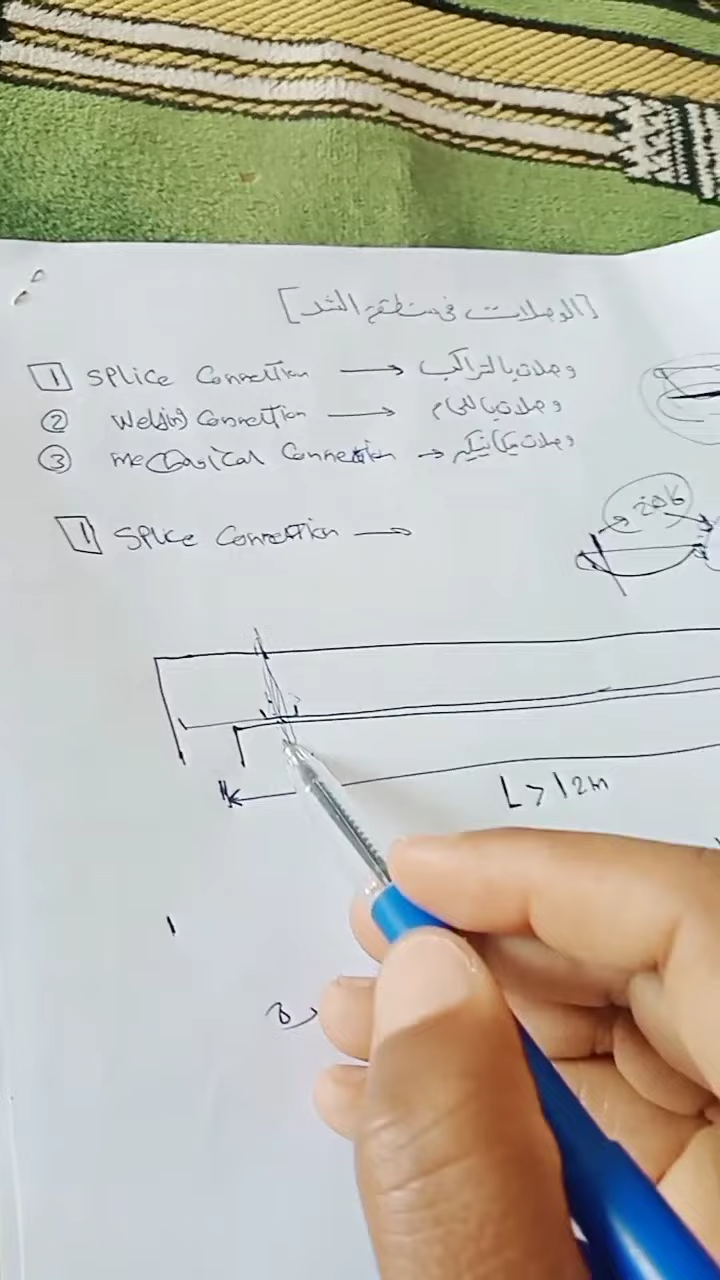 [الوصلات في منطقة الشد]
1 Splice Connection → وصلات بالتراكب
2 Welding Connection → وصلات باللحام
3 Mechanical Connection → وصلات ميكانيكية
1 Splice Connection →
L > 12m